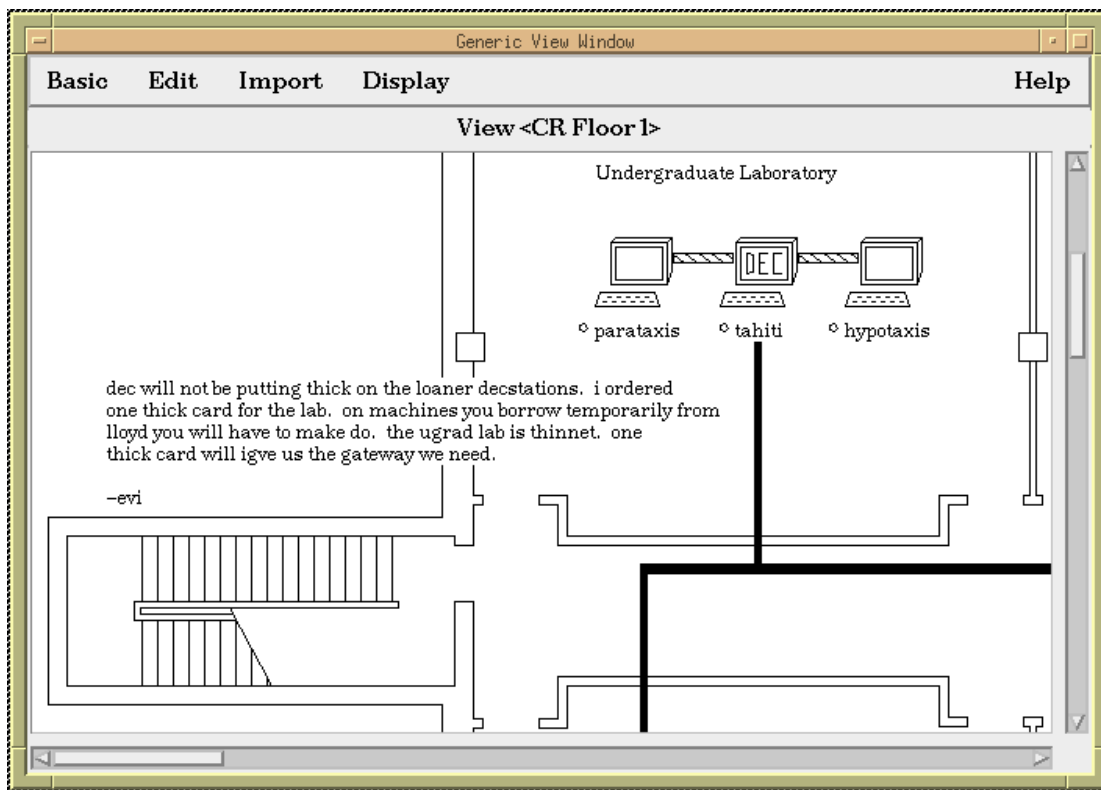 Generic View Window
Basic Edit Import Display Help
View <CR Floor 1>
Undergraduate Laboratory
DEC
parataxis tahiti hypotaxis
dec will not be putting thick on the loaner decstations. i ordered
one thick card for the lab. on machines you borrow temporarily from
lloyd you will have to make do. the ugrad lab is thinnet. one
thick card will igve us the gateway we need.
-evi